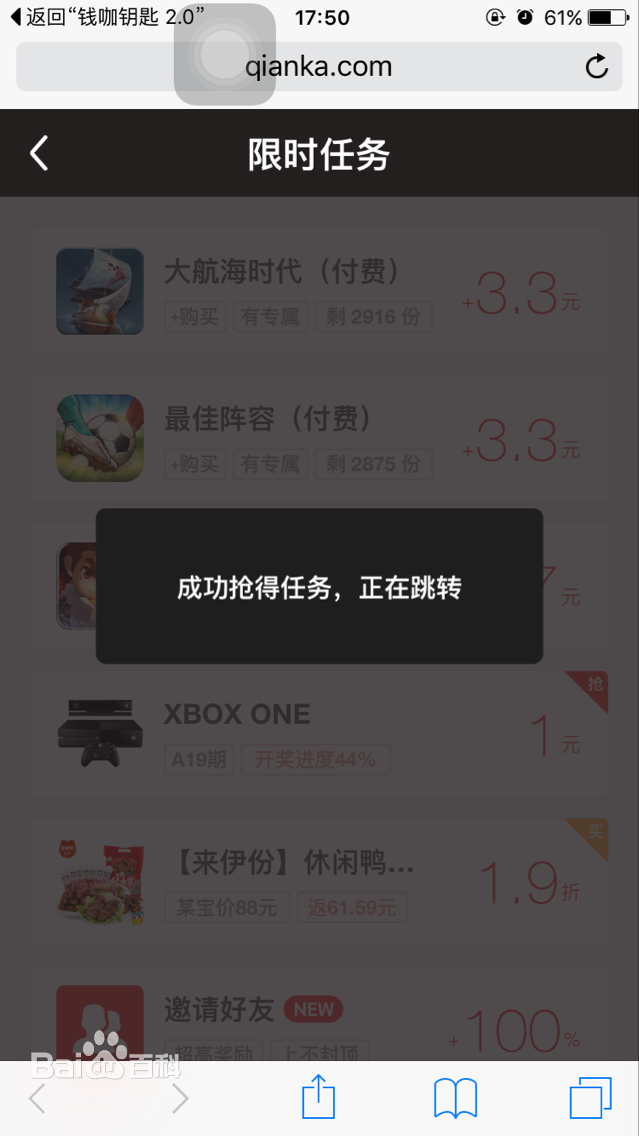 返回“钱咖钥匙 2.0” 17:50 61%
qianka.com
限时任务
大航海时代（付费）
+购买 有专属 剩 2916 份
+3.3元
最佳阵容（付费）
+购买 有专属 剩 2875 份
+3.3元
成功抢得任务，正在跳转
7元
抢
XBOX ONE
A19期 开奖进度44%
1元
买
【来伊份】休闲鸭...
某宝价88元 返61.59元
1.9折
邀请好友 NEW
超高奖励 上不封顶
+100%
Bai 百科